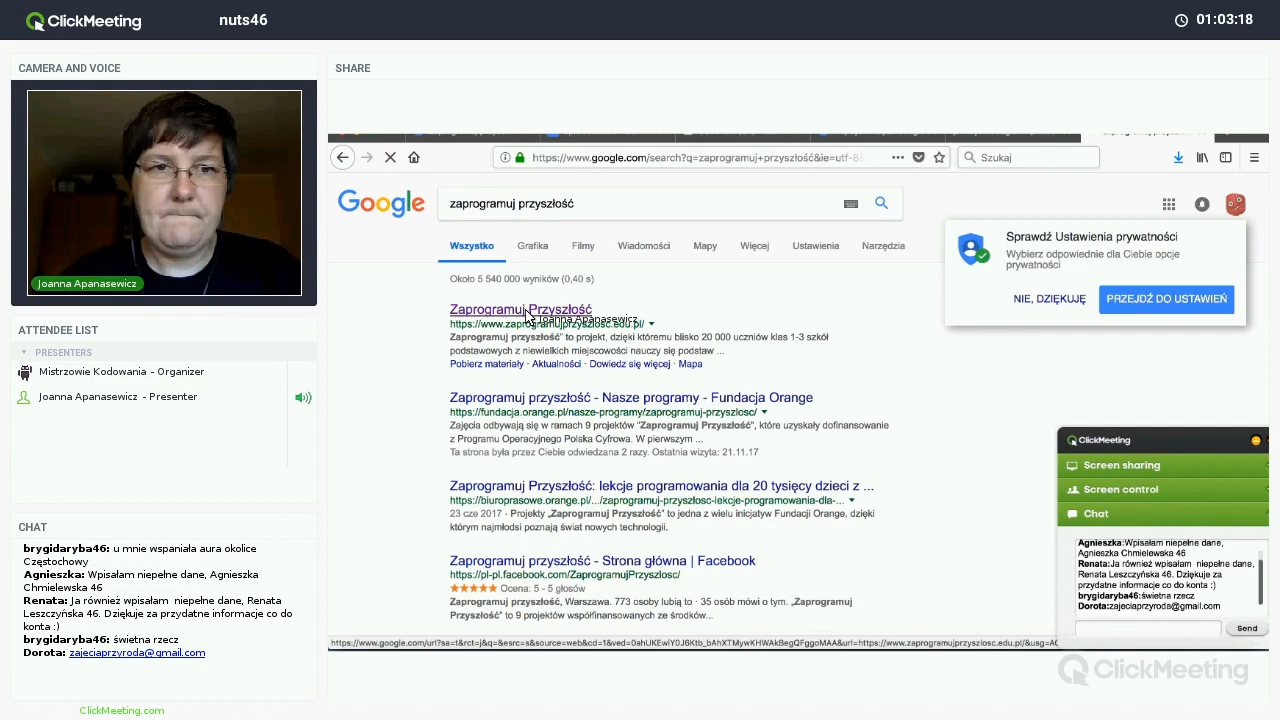 ClickMeeting
nuts46
01:03:18
CAMERA AND VOICE
Joanna Apanasewicz
ATTENDEE LIST
PRESENTERS
Mistrzowie Kodowania - Organizer
Joanna Apanasewicz - Presenter
CHAT
brygidaryba46: u mnie wspaniała aura okolice
Częstochowy
Agnieszka: Wpisałam niepełne dane, Agnieszka
Chmielewska 46
Renata: Ja również wpisałam niepełne dane, Renata
Leszczyńska 46. Dziękuje za przydatne informacje co do
konta :)
brygidaryba46: świetna rzecz
Dorota: zajeciaprzyroda@gmail.com
ClickMeeting.com
SHARE
https://www.google.com/search?q=zaprogramuj+przyszłość&ie=utf-8&
Szukaj
Google
zaprogramuj przyszłość
Wszystko Grafika Filmy Wiadomości Mapy Więcej Ustawienia Narzędzia
Około 5 540 000 wyników (0,40 s)
Zaprogramuj Przyszłość
Joanna Apanasewicz
https://www.zaprogramujprzyszlosc.edu.pl/
Zaprogramuj przyszłość" to projekt, dzięki któremu blisko 20 000 uczniów klas 1-3 szkół
podstawowych z niewielkich miejscowości nauczy się podstaw ...
Pobierz materiały · Aktualności · Dowiedz się więcej · Mapa
Zaprogramuj przyszłość - Nasze programy - Fundacja Orange
https://fundacja.orange.pl/nasze-programy/zaprogramuj-przyszlosc/
Zajęcia odbywają się w ramach 9 projektów "Zaprogramuj Przyszłość", które uzyskały dofinansowanie
z Programu Operacyjnego Polska Cyfrowa. W pierwszym ...
Ta strona była przez Ciebie odwiedzana 2 razy. Ostatnia wizyta: 21.11.17
Zaprogramuj Przyszłość: lekcje programowania dla 20 tysięcy dzieci z ...
https://biuroprasowe.orange.pl/.../zaprogramuj-przyszlosc-lekcje-programowania-dla-...
23 cze 2017 - Projekty „Zaprogramuj Przyszłość" to jedna z wielu inicjatyw Fundacji Orange, dzięki
którym najmłodsi poznają świat nowych technologii.
Zaprogramuj przyszłość - Strona główna | Facebook
https://pl-pl.facebook.com/ZaprogramujPrzyszlosc/
Ocena: 5 - 5 głosów
Zaprogramuj przyszłość, Warszawa. 773 osoby lubią to · 35 osób mówi o tym. „Zaprogramuj
Przyszłość" to 9 projektów współfinansowanych ze środków...
Sprawdź Ustawienia prywatności
Wybierz odpowiednie dla Ciebie opcje
prywatności
NIE, DZIĘKUJĘ PRZEJDŹ DO USTAWIEŃ
ClickMeeting
Screen sharing
Screen control
Chat
Agnieszka:Wpisałam niepełne dane,
Agnieszka Chmielewska 46
Renata:Ja również wpisałam niepełne dane,
Renata Leszczyńska 46. Dziękuje za
przydatne informacje co do konta :)
brygidaryba46:świetna rzecz
Dorota:zajeciaprzyroda@gmail.com
Send
ClickMeeting